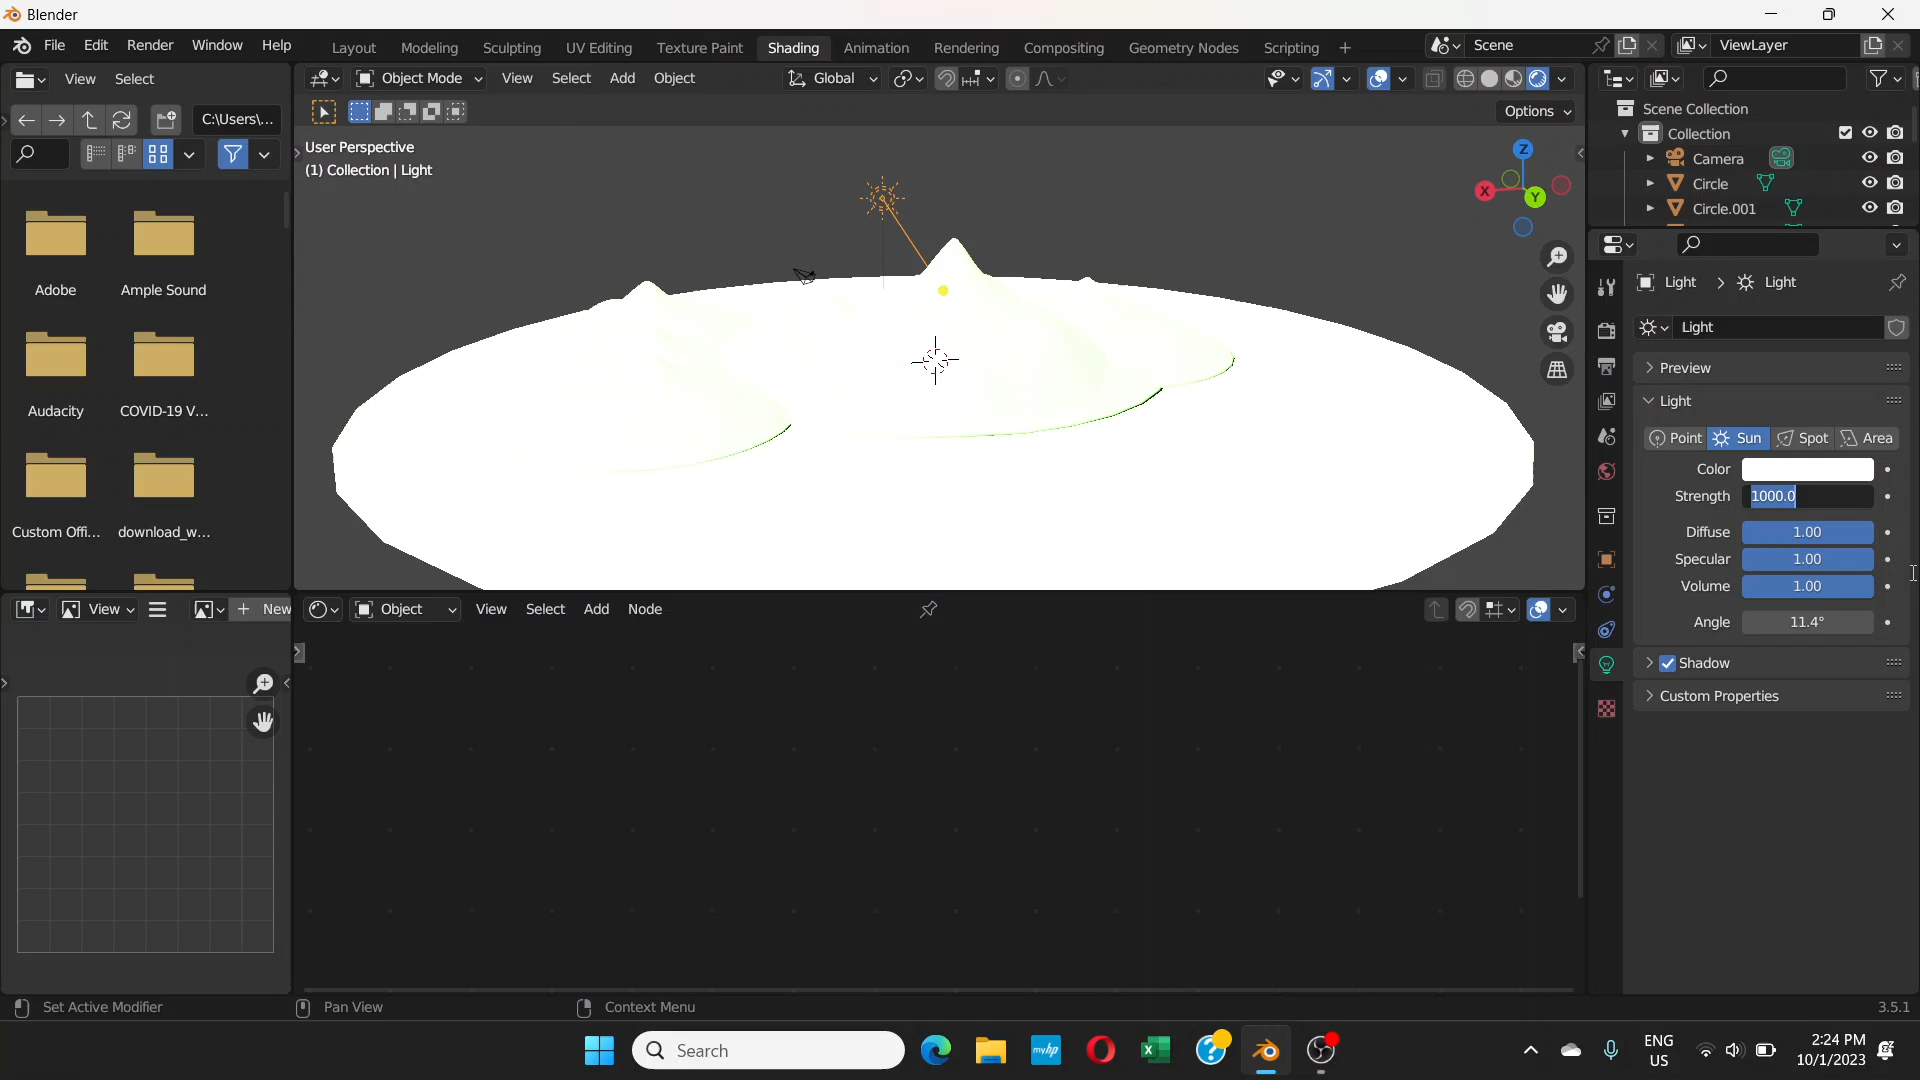 Blender
File Edit Render Window Help Layout Modeling Sculpting UV Editing Texture Paint Shading Animation Rendering Compositing Geometry Nodes Scripting + Scene ViewLayer
View Select Object Mode View Select Add Object Global
C:\Users\... Options
Scene Collection
Collection
Camera
Circle
Circle.001
User Perspective
(1) Collection | Light
Z
X
Y
Adobe Ample Sound
Audacity COVID-19 V...
Custom Offi... download_w...
Light > Light
Light
Preview
Light
Point Sun Spot Area
Color
Strength 1000.0
Diffuse 1.00
Specular 1.00
Volume 1.00
Angle 11.4°
Shadow
Custom Properties
View New Object View Select Add Node
Set Active Modifier Pan View Context Menu 3.5.1
Search
myhp
ENG
US
2:24 PM
10/1/2023